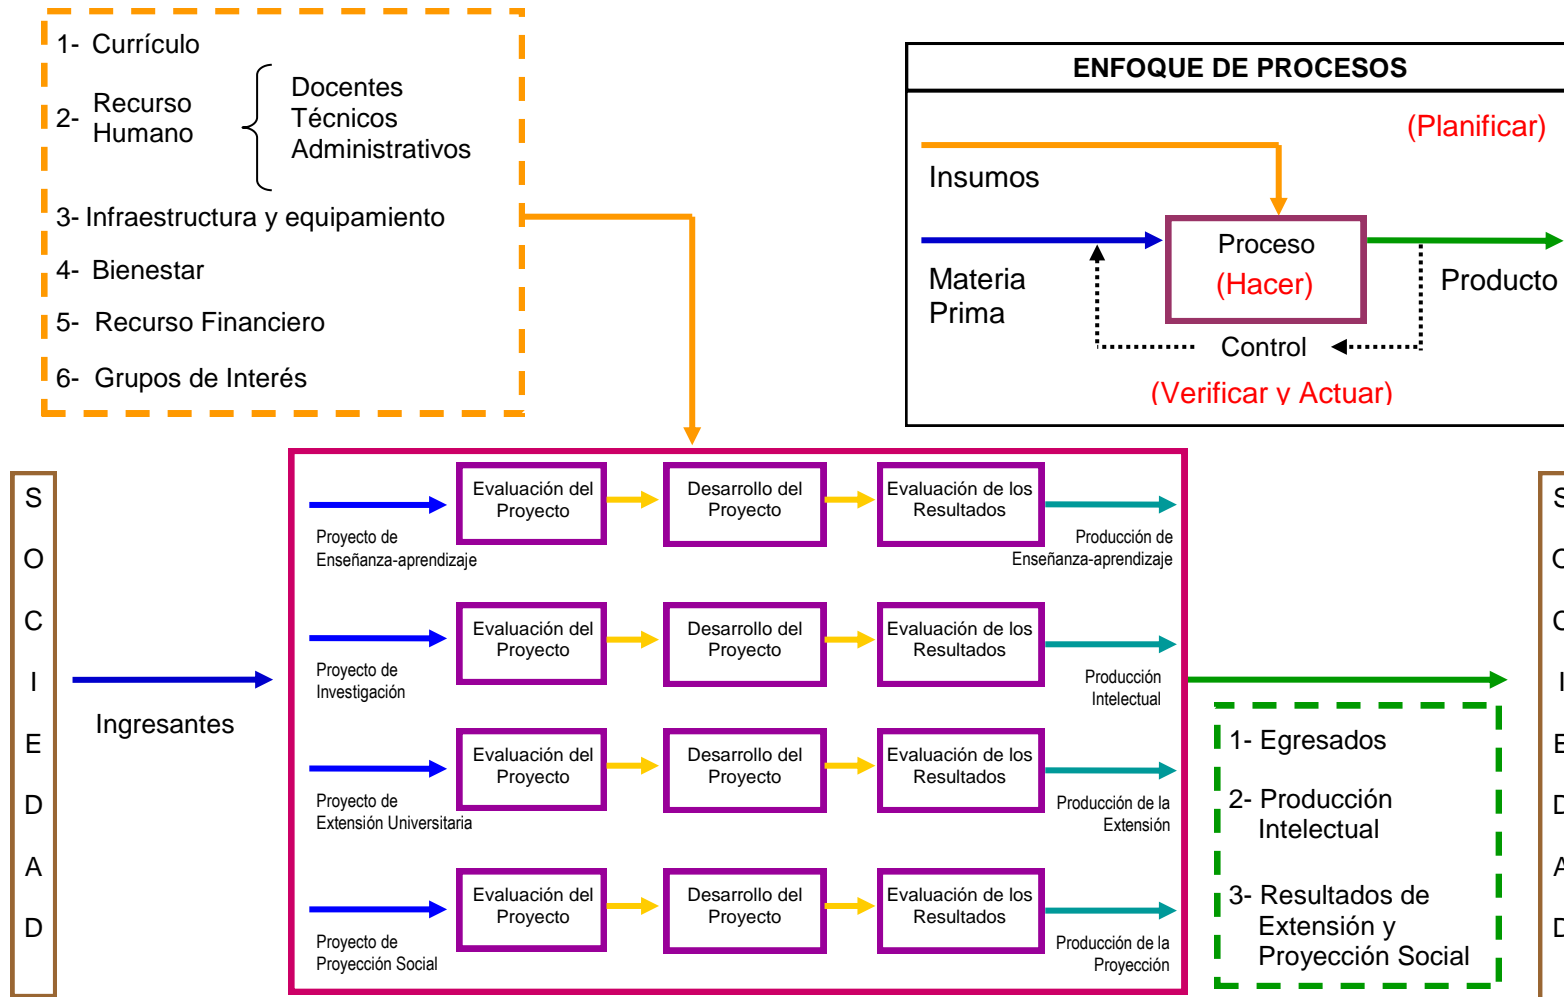 1- Currículo
2- Recurso
Humano
Docentes
Técnicos
Administrativos
3- Infraestructura y equipamiento
4- Bienestar
5- Recurso Financiero
6- Grupos de Interés
ENFOQUE DE PROCESOS
(Planificar)
Insumos
Materia
Prima
Proceso
(Hacer)
Producto
Control
(Verificar y Actuar)
S
O
C
I
E
D
A
D
Ingresantes
Proyecto de
Enseñanza-aprendizaje
Evaluación del
Proyecto
Desarrollo del
Proyecto
Evaluación de los
Resultados
Producción de
Enseñanza-aprendizaje
Proyecto de
Investigación
Evaluación del
Proyecto
Desarrollo del
Proyecto
Evaluación de los
Resultados
Producción
Intelectual
Proyecto de
Extensión Universitaria
Evaluación del
Proyecto
Desarrollo del
Proyecto
Evaluación de los
Resultados
Producción de la
Extensión
Proyecto de
Proyección Social
Evaluación del
Proyecto
Desarrollo del
Proyecto
Evaluación de los
Resultados
Producción de la
Proyección
1- Egresados
2- Producción
Intelectual
3- Resultados de
Extensión y
Proyección Social
S
O
C
I
E
D
A
D